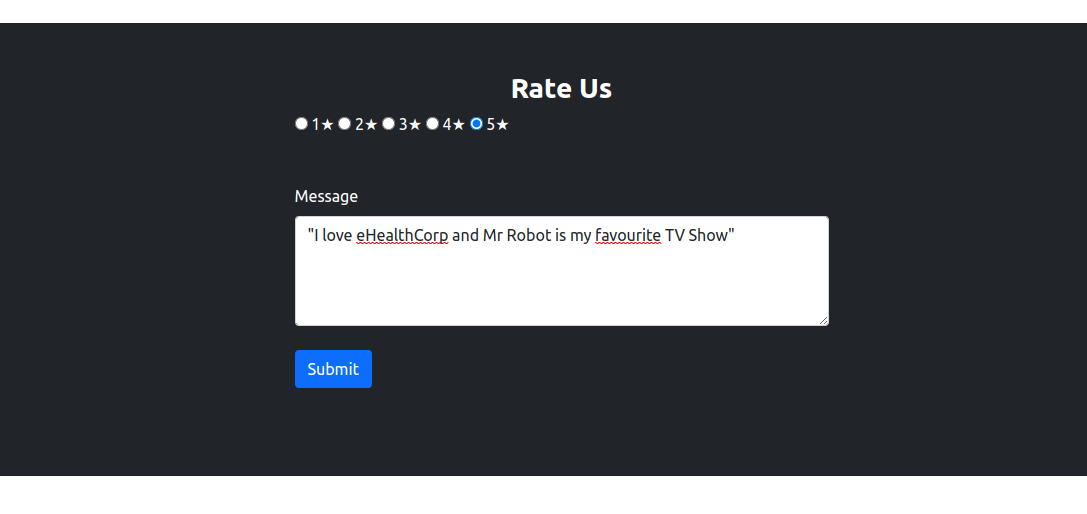 Rate Us
1★ 2★ 3★ 4★ 5★
Message
"I love eHealthCorp and Mr Robot is my favourite TV Show"
Submit